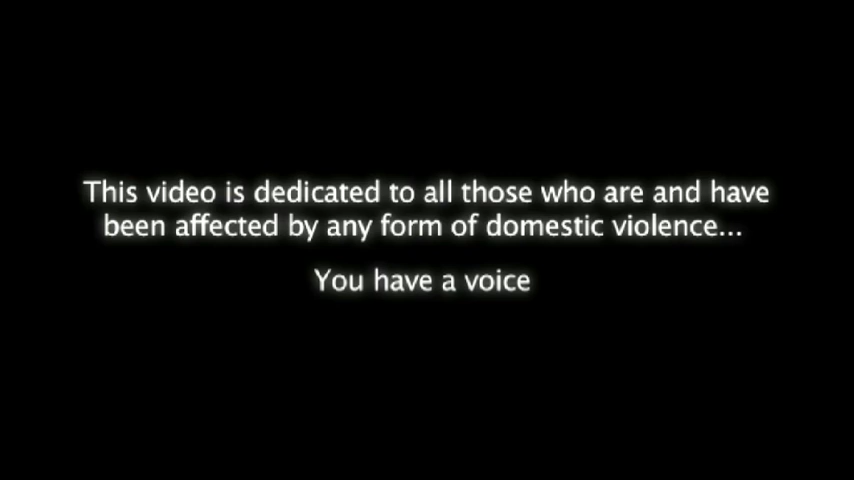 This video is dedicated to all those who are and have
been affected by any form of domestic violence...
You have a voice